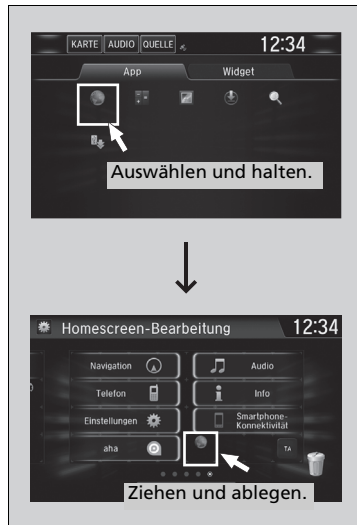 KARTE AUDIO QUELLE 12:34
App Widget
Auswählen und halten.
Homescreen-Bearbeitung 12:34
Navigation Audio
Telefon Info
Einstellungen Smartphone-
Konnektivität
aha TA
Ziehen und ablegen.